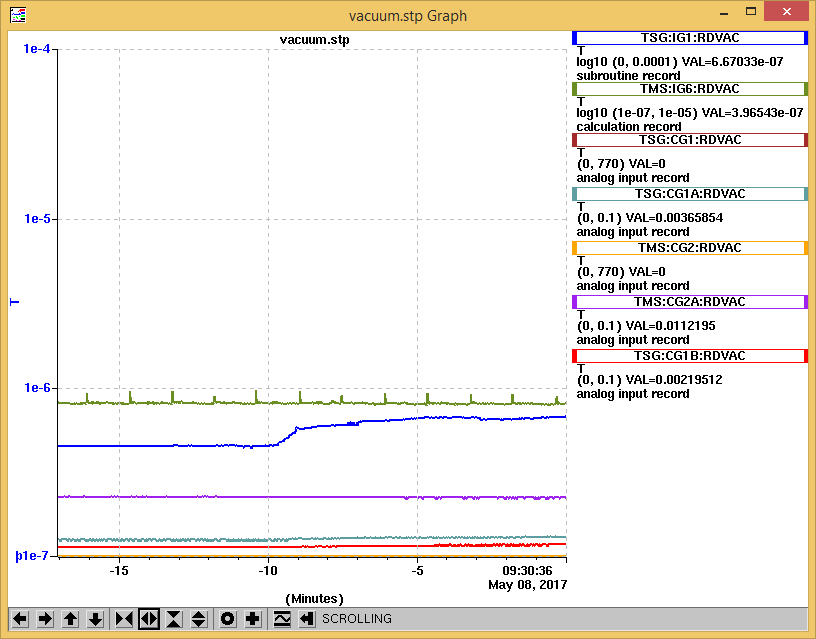 vacuum.stp Graph
vacuum.stp
1e-4
1e-5
T
1e-6
1e-7
-15
-10
-5
09:30:36
May 08, 2017
(Minutes)
TSG:IG1:RDVAC
T
log10 (0, 0.0001) VAL=6.67033e-07
subroutine record
TMS:IG6:RDVAC
T
log10 (1e-07, 1e-05) VAL=3.96543e-07
calculation record
TSG:CG1:RDVAC
T
(0, 770) VAL=0
analog input record
TSG:CG1A:RDVAC
T
(0, 0.1) VAL=0.00365854
analog input record
TMS:CG2:RDVAC
T
(0, 770) VAL=0
analog input record
TMS:CG2A:RDVAC
T
(0, 0.1) VAL=0.0112195
analog input record
TSG:CG1B:RDVAC
T
(0, 0.1) VAL=0.00219512
analog input record
SCROLLING